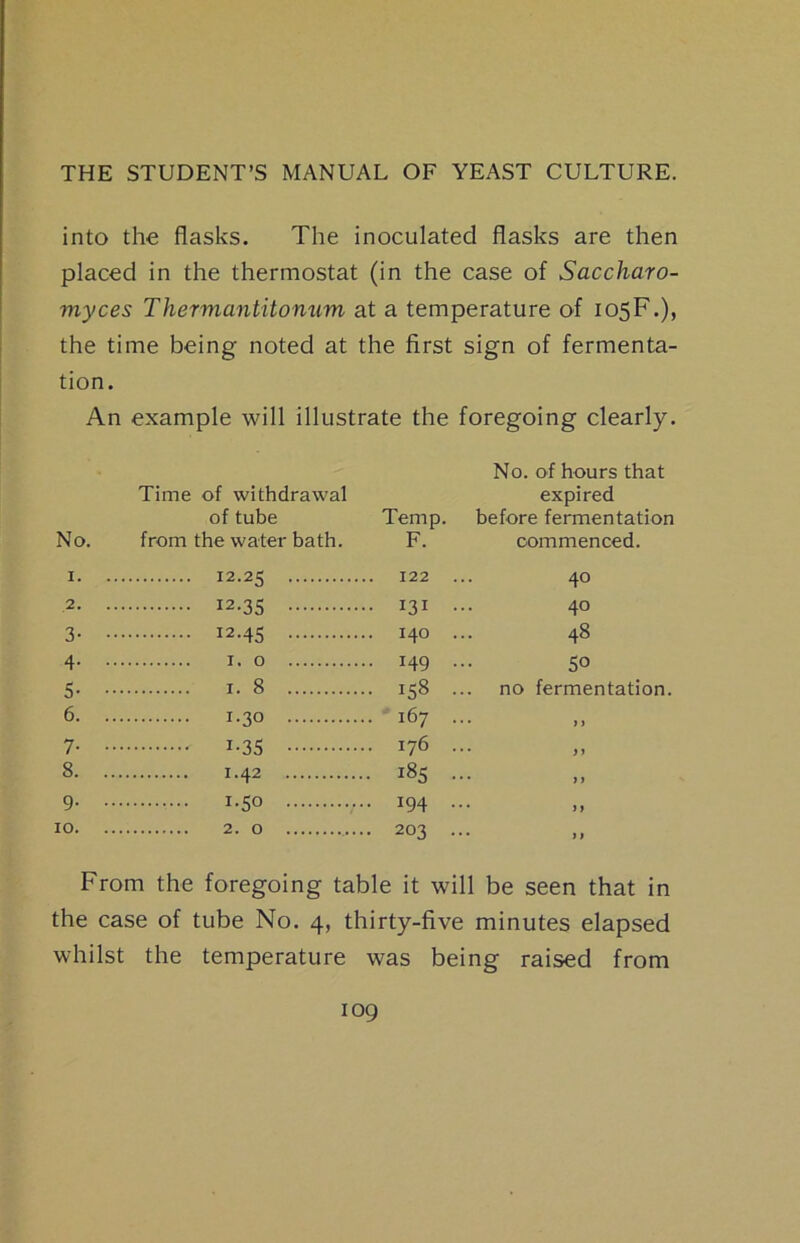 THE STUDENT’S MANUAL OF YEAST CULTURE.
into the flasks. The inoculated flasks are then
placed in the thermostat (in the case of Saccharo-
myces Thermantitonum at a temperature of 105F.),
the time being noted at the first sign of fermenta-
tion.
An example will illustrate the foregoing clearly.
No. of hours that
Time of withdrawal expired
of tube Temp. before fermentation
No. from the water bath. F. commenced.
1. ............ 12.25 ............ 122 ... 40
2. ............ 12.35 ............ 131 ... 40
3. ............ 12.45 ............ 140 ... 48
4. ............ 1. 0 ............ 149 ... 50
5. ............ 1. 8 ............ 158 ... no fermentation.
6. ............ 1.30 ............ 167 ... ,,
7. ............ 1.35 ............ 176 ... ,,
8. ............ 1.42 ............ 185 ... ,,
9. ............ 1.50 ............ 194 ... ,,
10. ............ 2. 0 ............ 203 ... ,,
From the foregoing table it will be seen that in
the case of tube No. 4, thirty-five minutes elapsed
whilst the temperature was being raised from
109